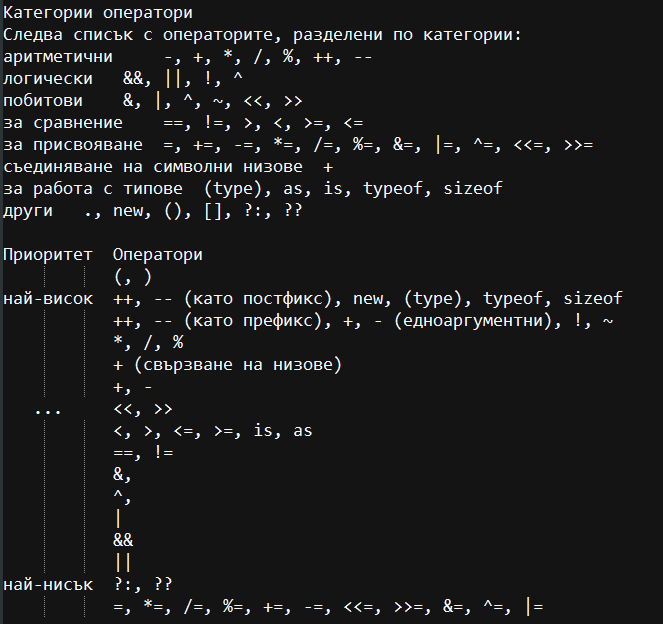 Категории оператори
Следва списък с операторите, разделени по категории:
аритметични -, +, *, /, %, ++, --
логически &&, ||, !, ^
побитови &, |, ^, ~, <<, >>
за сравнение ==, !=, >, <, >=, <=
за присвояване =, +=, -=, *=, /=, %=, &=, |=, ^=, <<=, >>=
съединяване на символни низове +
за работа с типове (type), as, is, typeof, sizeof
други ., new, (), [], ?:, ??
Приоритет Оператори
(, )
най-висок ++, -- (като постфикс), new, (type), typeof, sizeof
++, -- (като префикс), +, - (едноаргументни), !, ~
*, /, %
+ (свързване на низове)
+, -
... <<, >>
<, >, <=, >=, is, as
==, !=
&,
^,
|
&&
||
най-нисък ?:, ??
=, *=, /=, %=, +=, -=, <<=, >>=, &=, ^=, |=